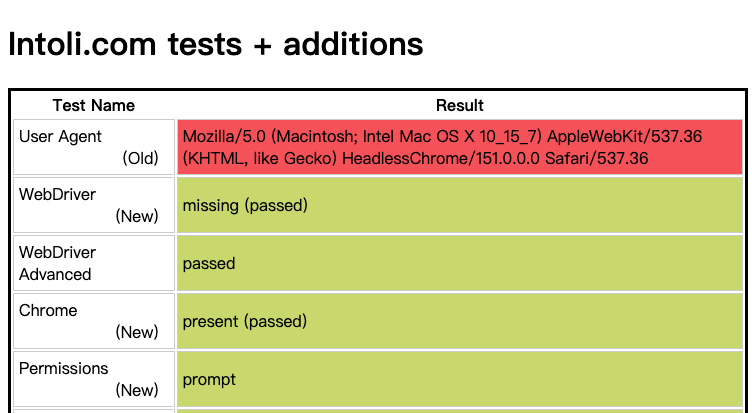 Intoli.com tests + additions
Test Name Result
User Agent
(Old)
Mozilla/5.0 (Macintosh; Intel Mac OS X 10_15_7) AppleWebKit/537.36
(KHTML, like Gecko) HeadlessChrome/151.0.0.0 Safari/537.36
WebDriver
(New)
missing (passed)
WebDriver
Advanced
passed
Chrome
(New)
present (passed)
Permissions
(New)
prompt